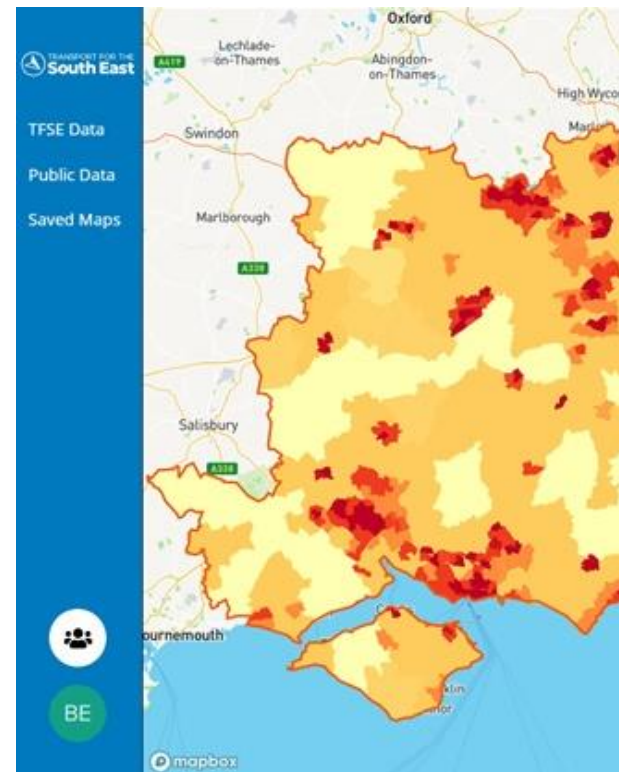 TRANSPORT FOR THE
South East
TFSE Data
Public Data
Saved Maps
BE
Oxford
Lechlade-
on-Thames
A419
Abingdon-
on-Thames
High Wyco
Swindon
Marlborough
A338
Salisbury
A338
ournemouth
mapbox